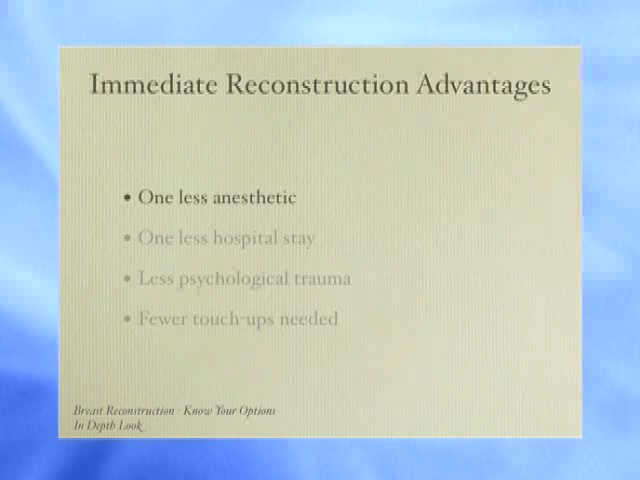 Immediate Reconstruction Advantages
• One less anesthetic
• One less hospital stay
• Less psychological trauma
• Fewer touch-ups needed
Breast Reconstruction - Know Your Options
In Depth Look